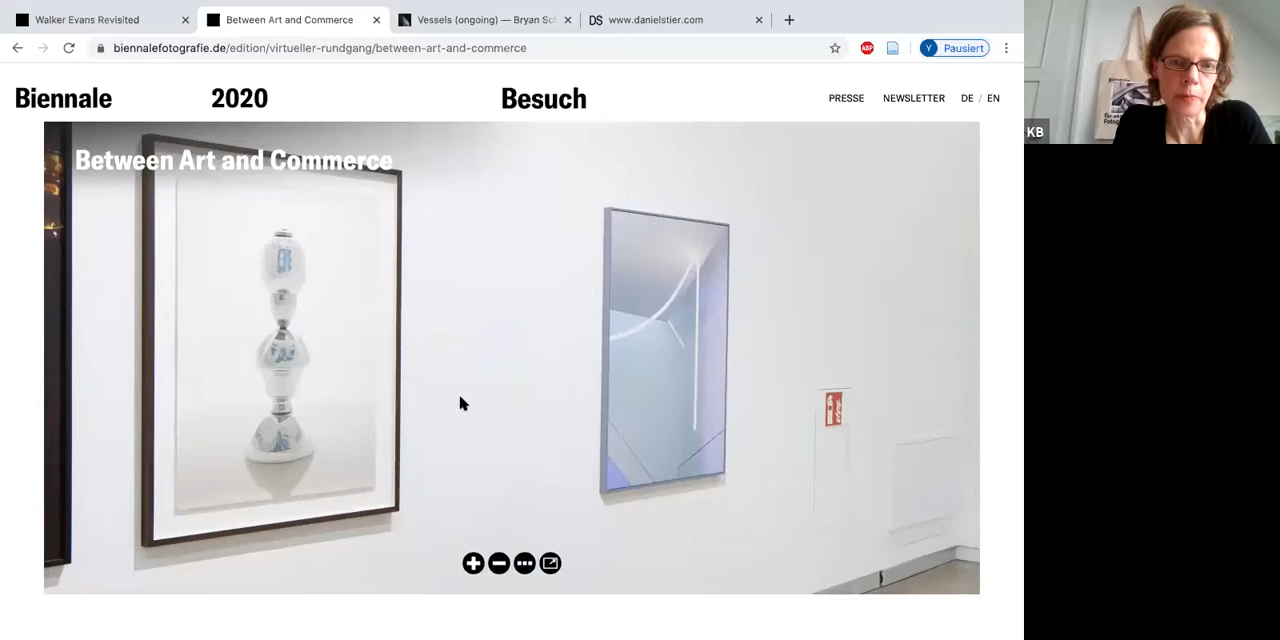 Walker Evans Revisited
Between Art and Commerce
Vessels (ongoing) — Bryan Sc
DS www.danielstier.com
biennalefotografie.de/edition/virtueller-rundgang/between-art-and-commerce
ABP
Y Pausiert
Biennale 2020 Besuch
PRESSE NEWSLETTER DE / EN
Between Art and Commerce
KB